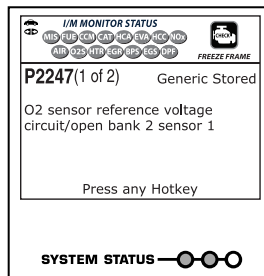 I/M MONITOR STATUS
MIS FUE CCM CAT HCA EVA HCC NOx
AIR O2S HTR EGR BPS EGS DPF
CHECK
FREEZE FRAME
P2247(1 of 2) Generic Stored
O2 sensor reference voltage
circuit/open bank 2 sensor 1
Press any Hotkey
SYSTEM STATUS